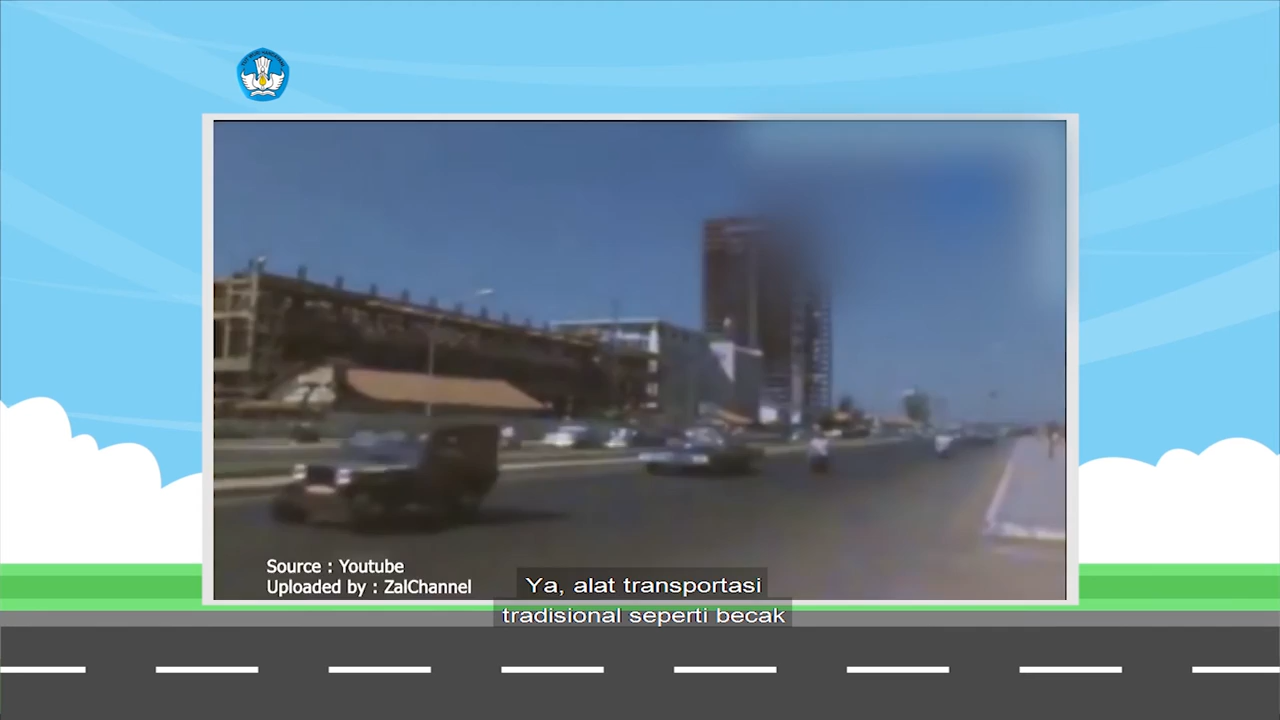 Source : Youtube
Uploaded by : ZalChannel
Ya, alat transportasi
tradisional seperti becak